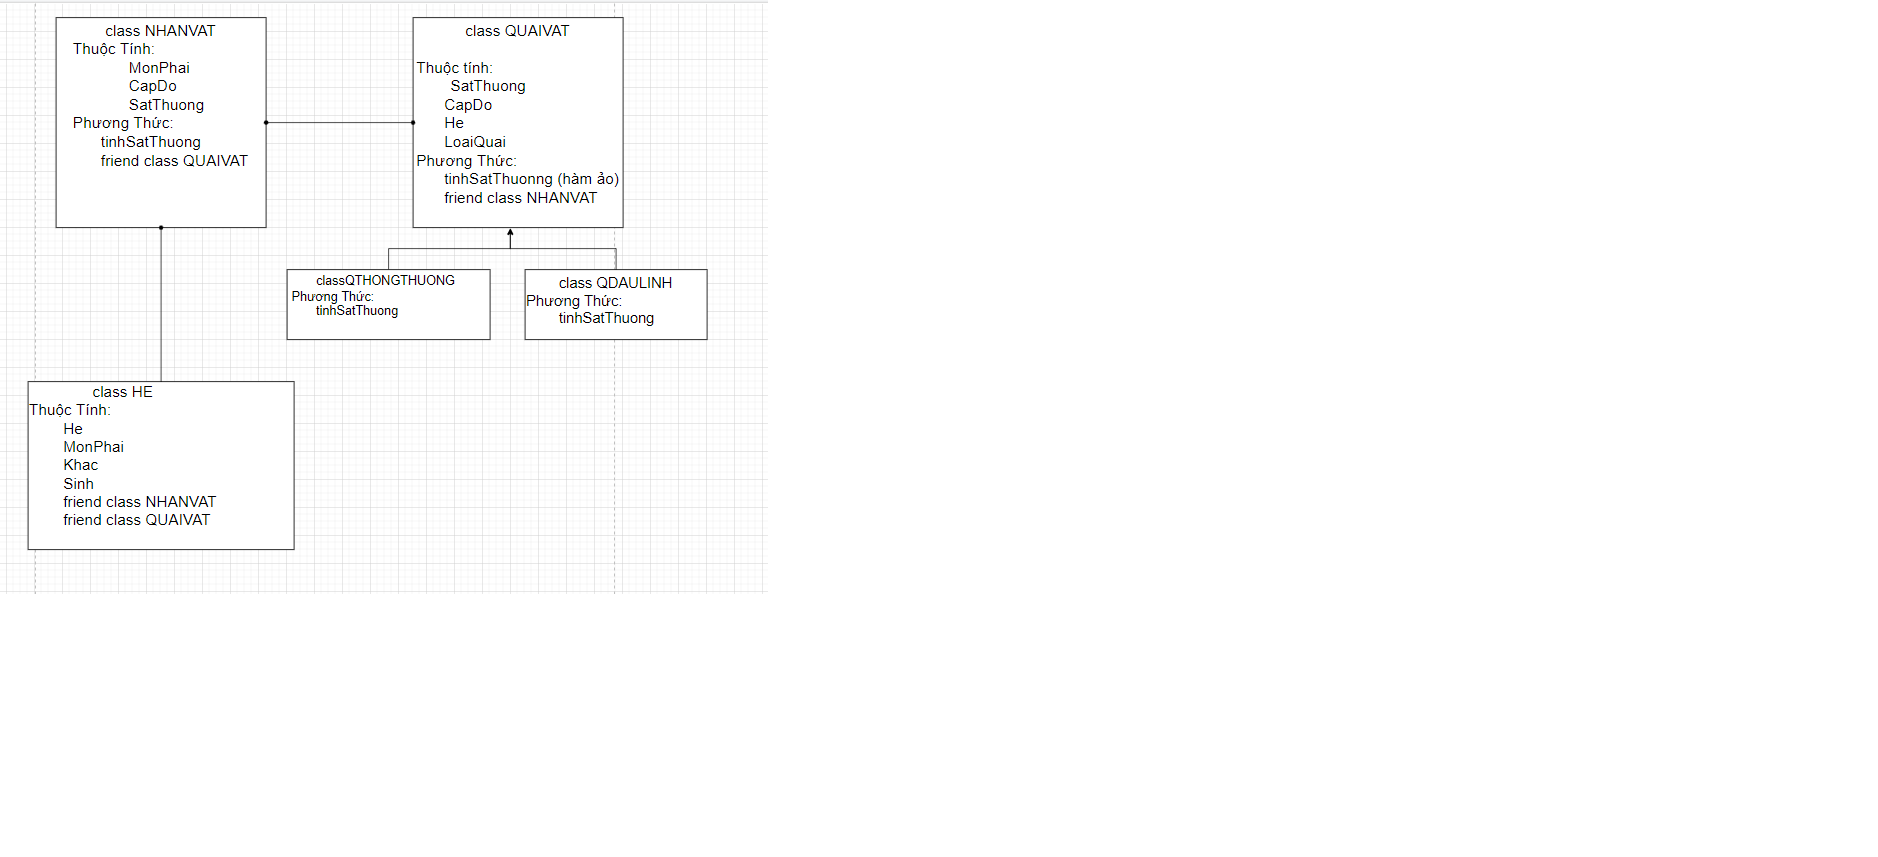 class NHANVAT
Thuộc Tính:
MonPhai
CapDo
SatThuong
Phương Thức:
tinhSatThuong
friend class QUAIVAT
class QUAIVAT
Thuộc tính:
SatThuong
CapDo
He
LoaiQuai
Phương Thức:
tinhSatThuonng (hàm ảo)
friend class NHANVAT
classQTHONGTHUONG
Phương Thức:
tinhSatThuong
class QDAULINH
Phương Thức:
tinhSatThuong
class HE
Thuộc Tính:
He
MonPhai
Khac
Sinh
friend class NHANVAT
friend class QUAIVAT